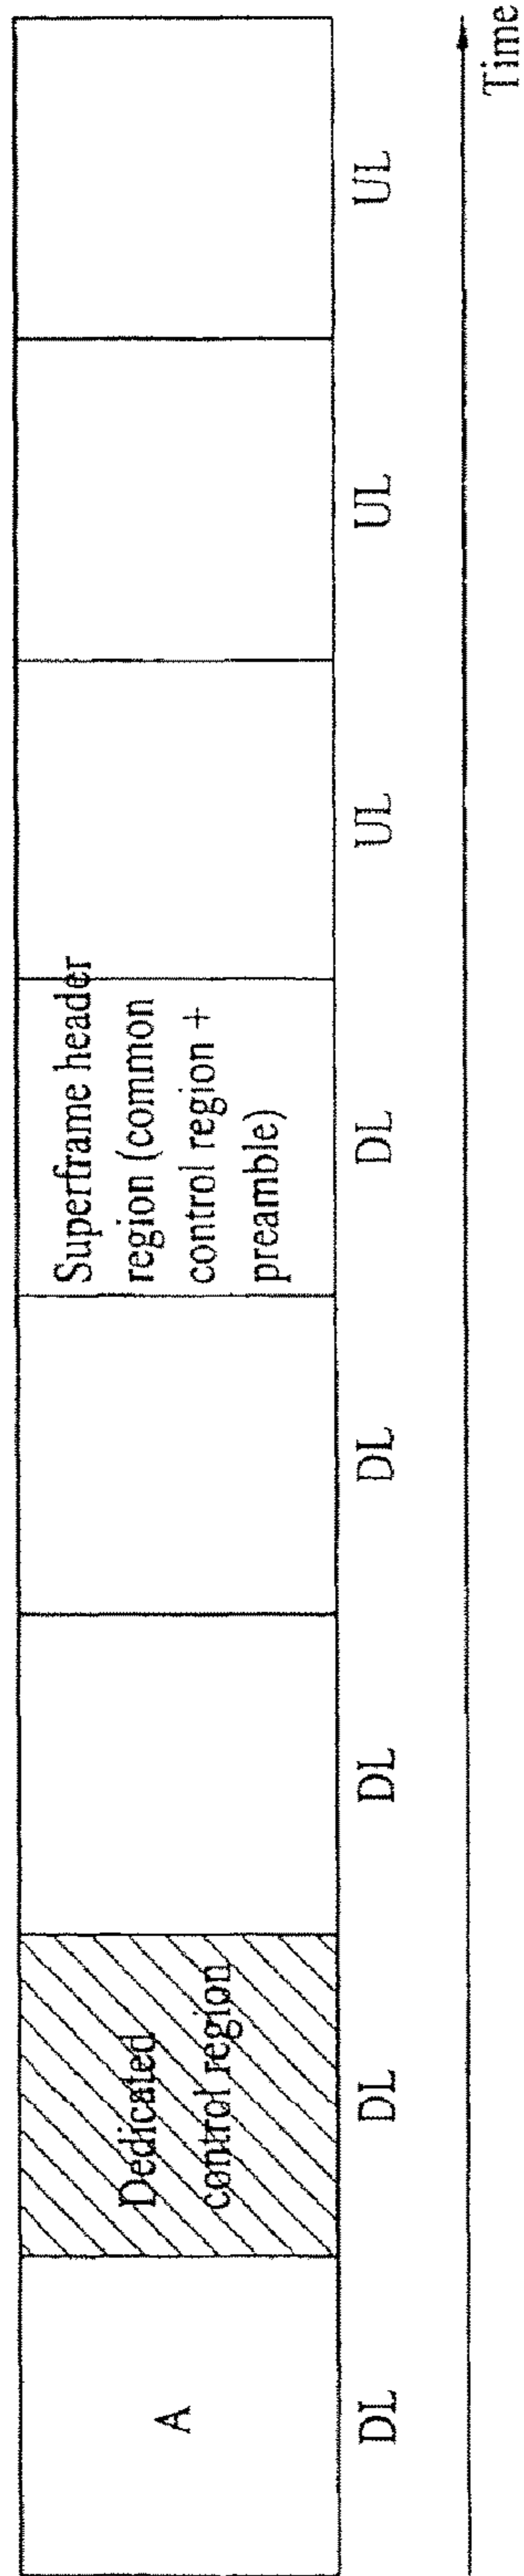 A
Dedicated
control region
Superframe header
region (common
control region +
preamble)
DL
DL
DL
DL
DL
UL
UL
UL
Time